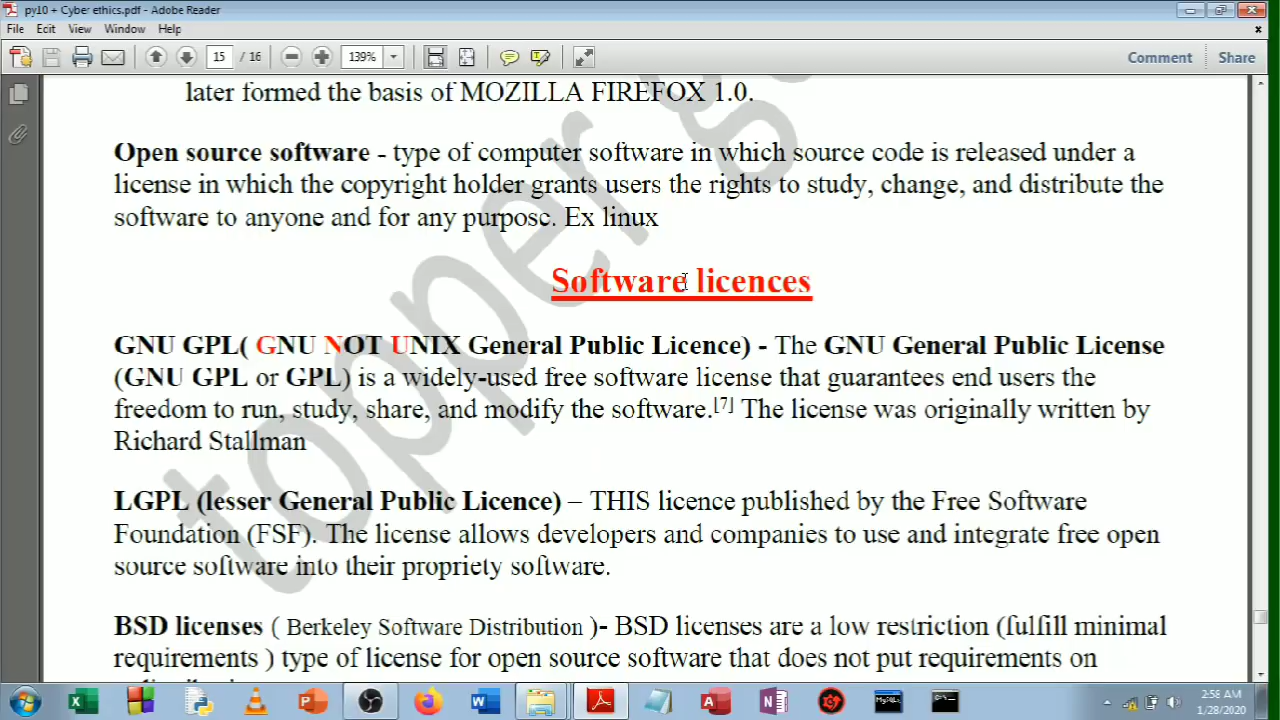 py10 + Cyber ethics.pdf - Adobe Reader
File Edit View Window Help
15 / 16 139% Comment Share
later formed the basis of MOZILLA FIREFOX 1.0.
Open source software - type of computer software in which source code is released under a
license in which the copyright holder grants users the rights to study, change, and distribute the
software to anyone and for any purpose. Ex linux
Software licences
GNU GPL( GNU NOT UNIX General Public Licence) - The GNU General Public License
(GNU GPL or GPL) is a widely-used free software license that guarantees end users the
freedom to run, study, share, and modify the software.[7] The license was originally written by
Richard Stallman
LGPL (lesser General Public Licence) – THIS licence published by the Free Software
Foundation (FSF). The license allows developers and companies to use and integrate free open
source software into their propriety software.
BSD licenses ( Berkeley Software Distribution )- BSD licenses are a low restriction (fulfill minimal
requirements ) type of license for open source software that does not put requirements on
topper g
2:58 AM
1/28/2020